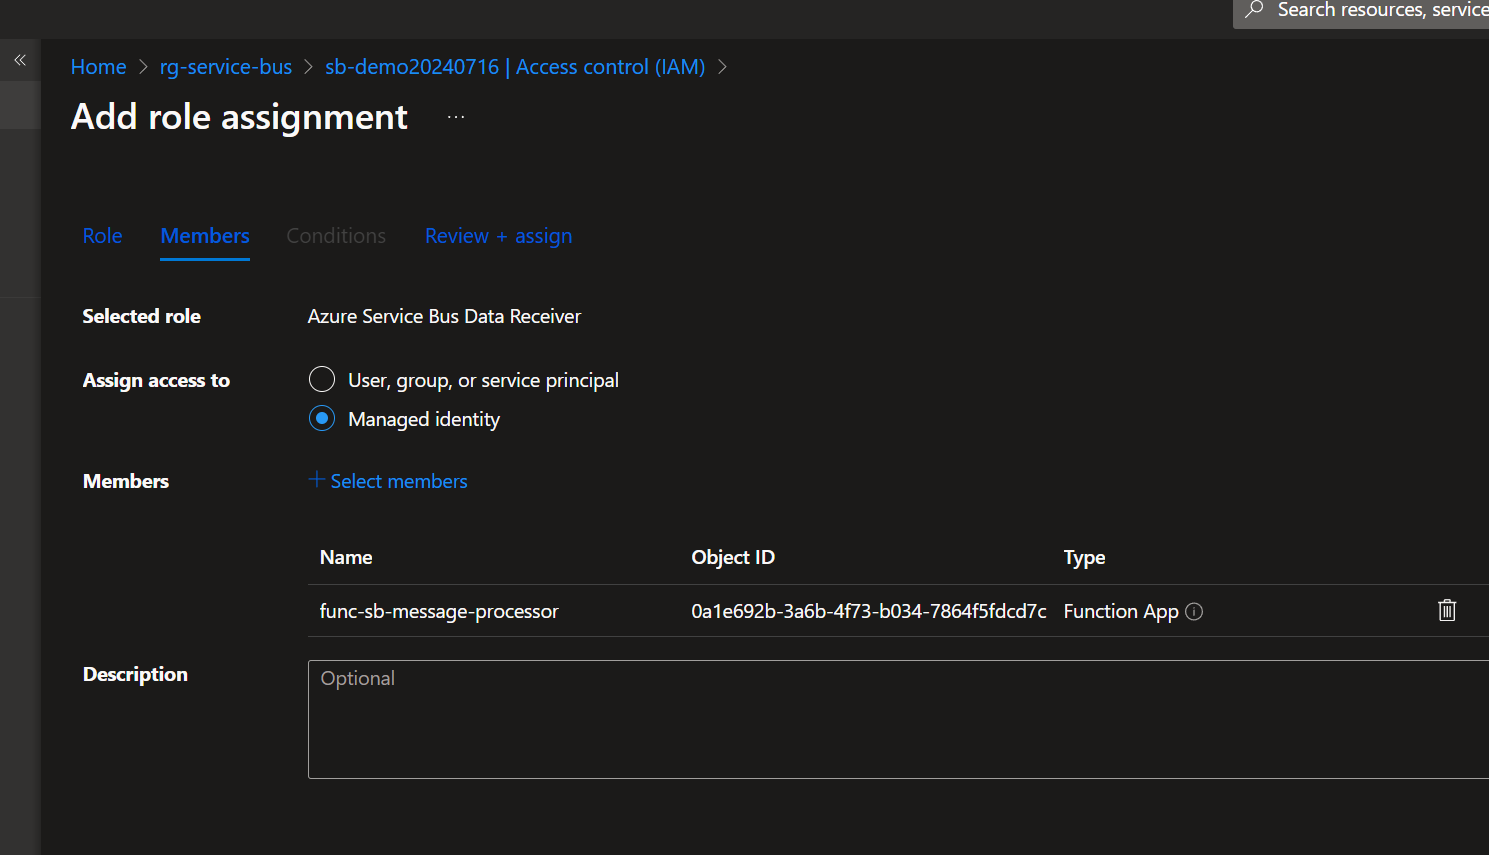 Search resources, service
Home > rg-service-bus > sb-demo20240716 | Access control (IAM) >
Add role assignment ...
Role Members Conditions Review + assign
Selected role Azure Service Bus Data Receiver
Assign access to User, group, or service principal
Managed identity
Members + Select members
Name Object ID Type
func-sb-message-processor 0a1e692b-3a6b-4f73-b034-7864f5fdcd7c Function App
Description Optional